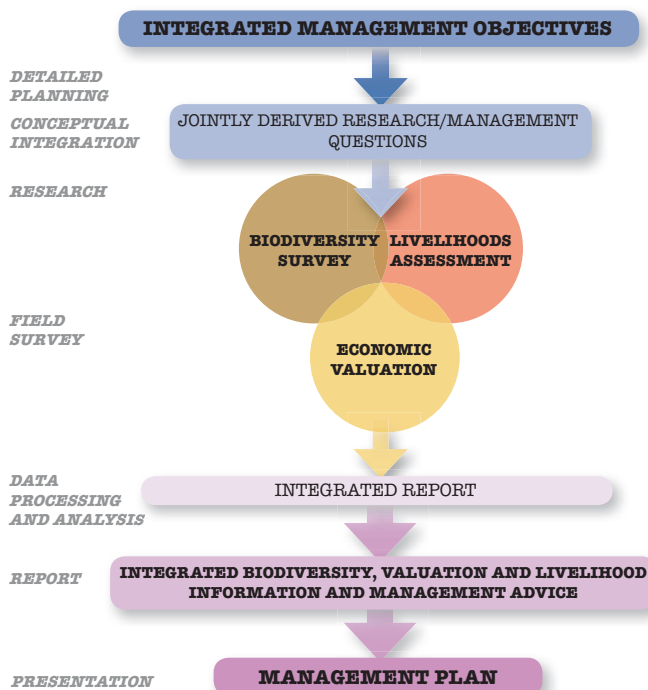 INTEGRATED MANAGEMENT OBJECTIVES
DETAILED
PLANNING
CONCEPTUAL
INTEGRATION
JOINTLY DERIVED RESEARCH/MANAGEMENT
QUESTIONS
RESEARCH
BIODIVERSITY
SURVEY
LIVELIHOODS
ASSESSMENT
FIELD
SURVEY
ECONOMIC
VALUATION
DATA
PROCESSING
AND ANALYSIS
INTEGRATED REPORT
REPORT
INTEGRATED BIODIVERSITY, VALUATION AND LIVELIHOOD
INFORMATION AND MANAGEMENT ADVICE
PRESENTATION
MANAGEMENT PLAN